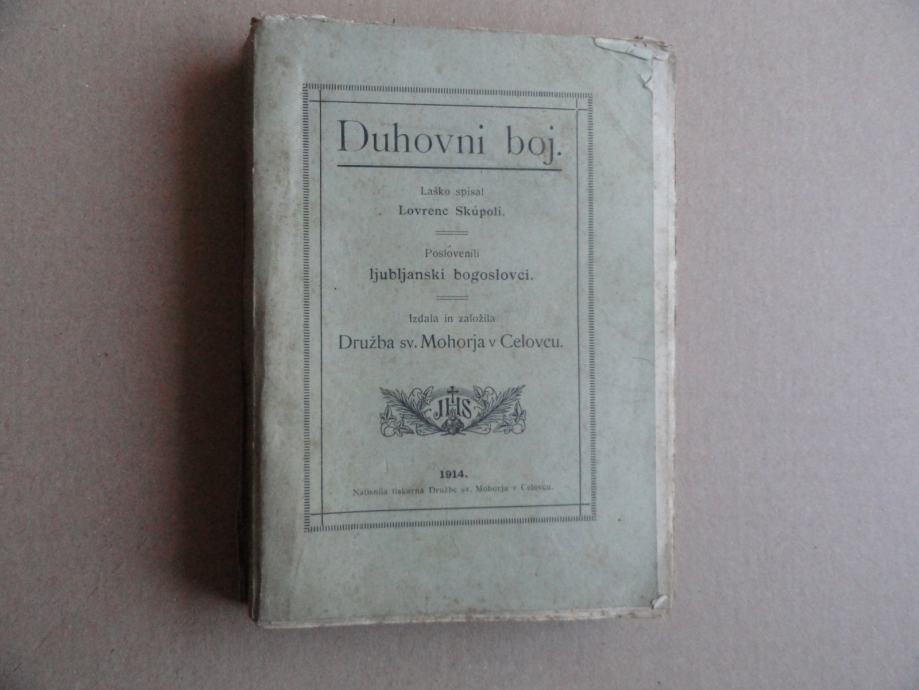 Duhovni boj.
Laško spisal
Lovrenc Skúpoli.
Poslovenili
ljubljanski bogoslovci.
Izdala in založila
Družba sv. Mohorja v Celovcu.
JHS
1914.
Natisnila tiskarna Družbe sv. Mohorja v Celovcu.